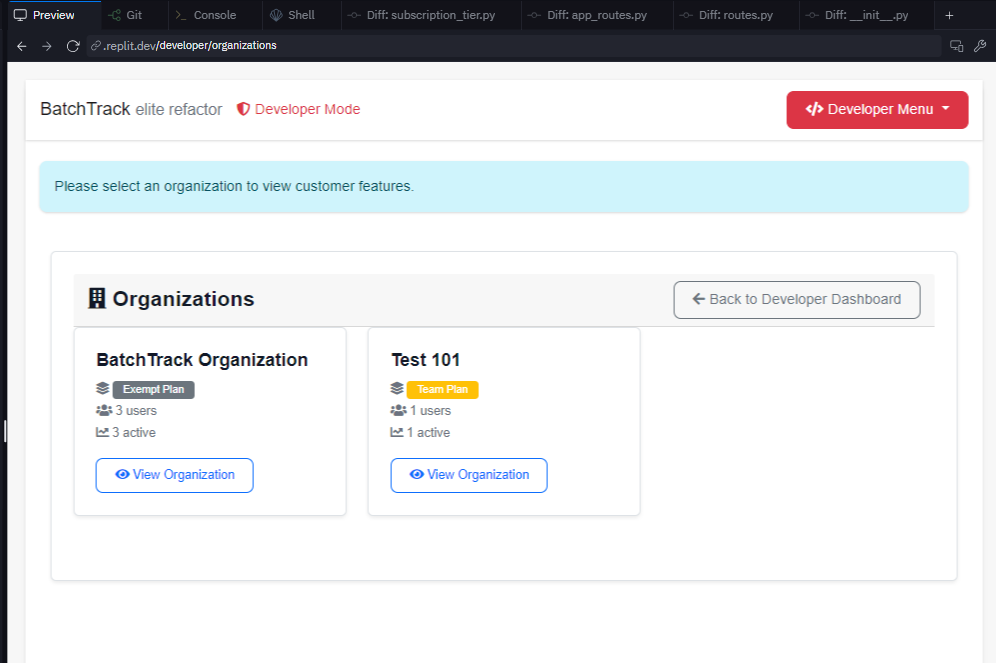 Preview Git Console Shell Diff: subscription_tier.py Diff: app_routes.py Diff: routes.py Diff: __init__.py +
.replit.dev/developer/organizations
BatchTrack elite refactor Developer Mode Developer Menu
Please select an organization to view customer features.
Organizations Back to Developer Dashboard
BatchTrack Organization
Exempt Plan
3 users
3 active
View Organization
Test 101
Team Plan
1 users
1 active
View Organization